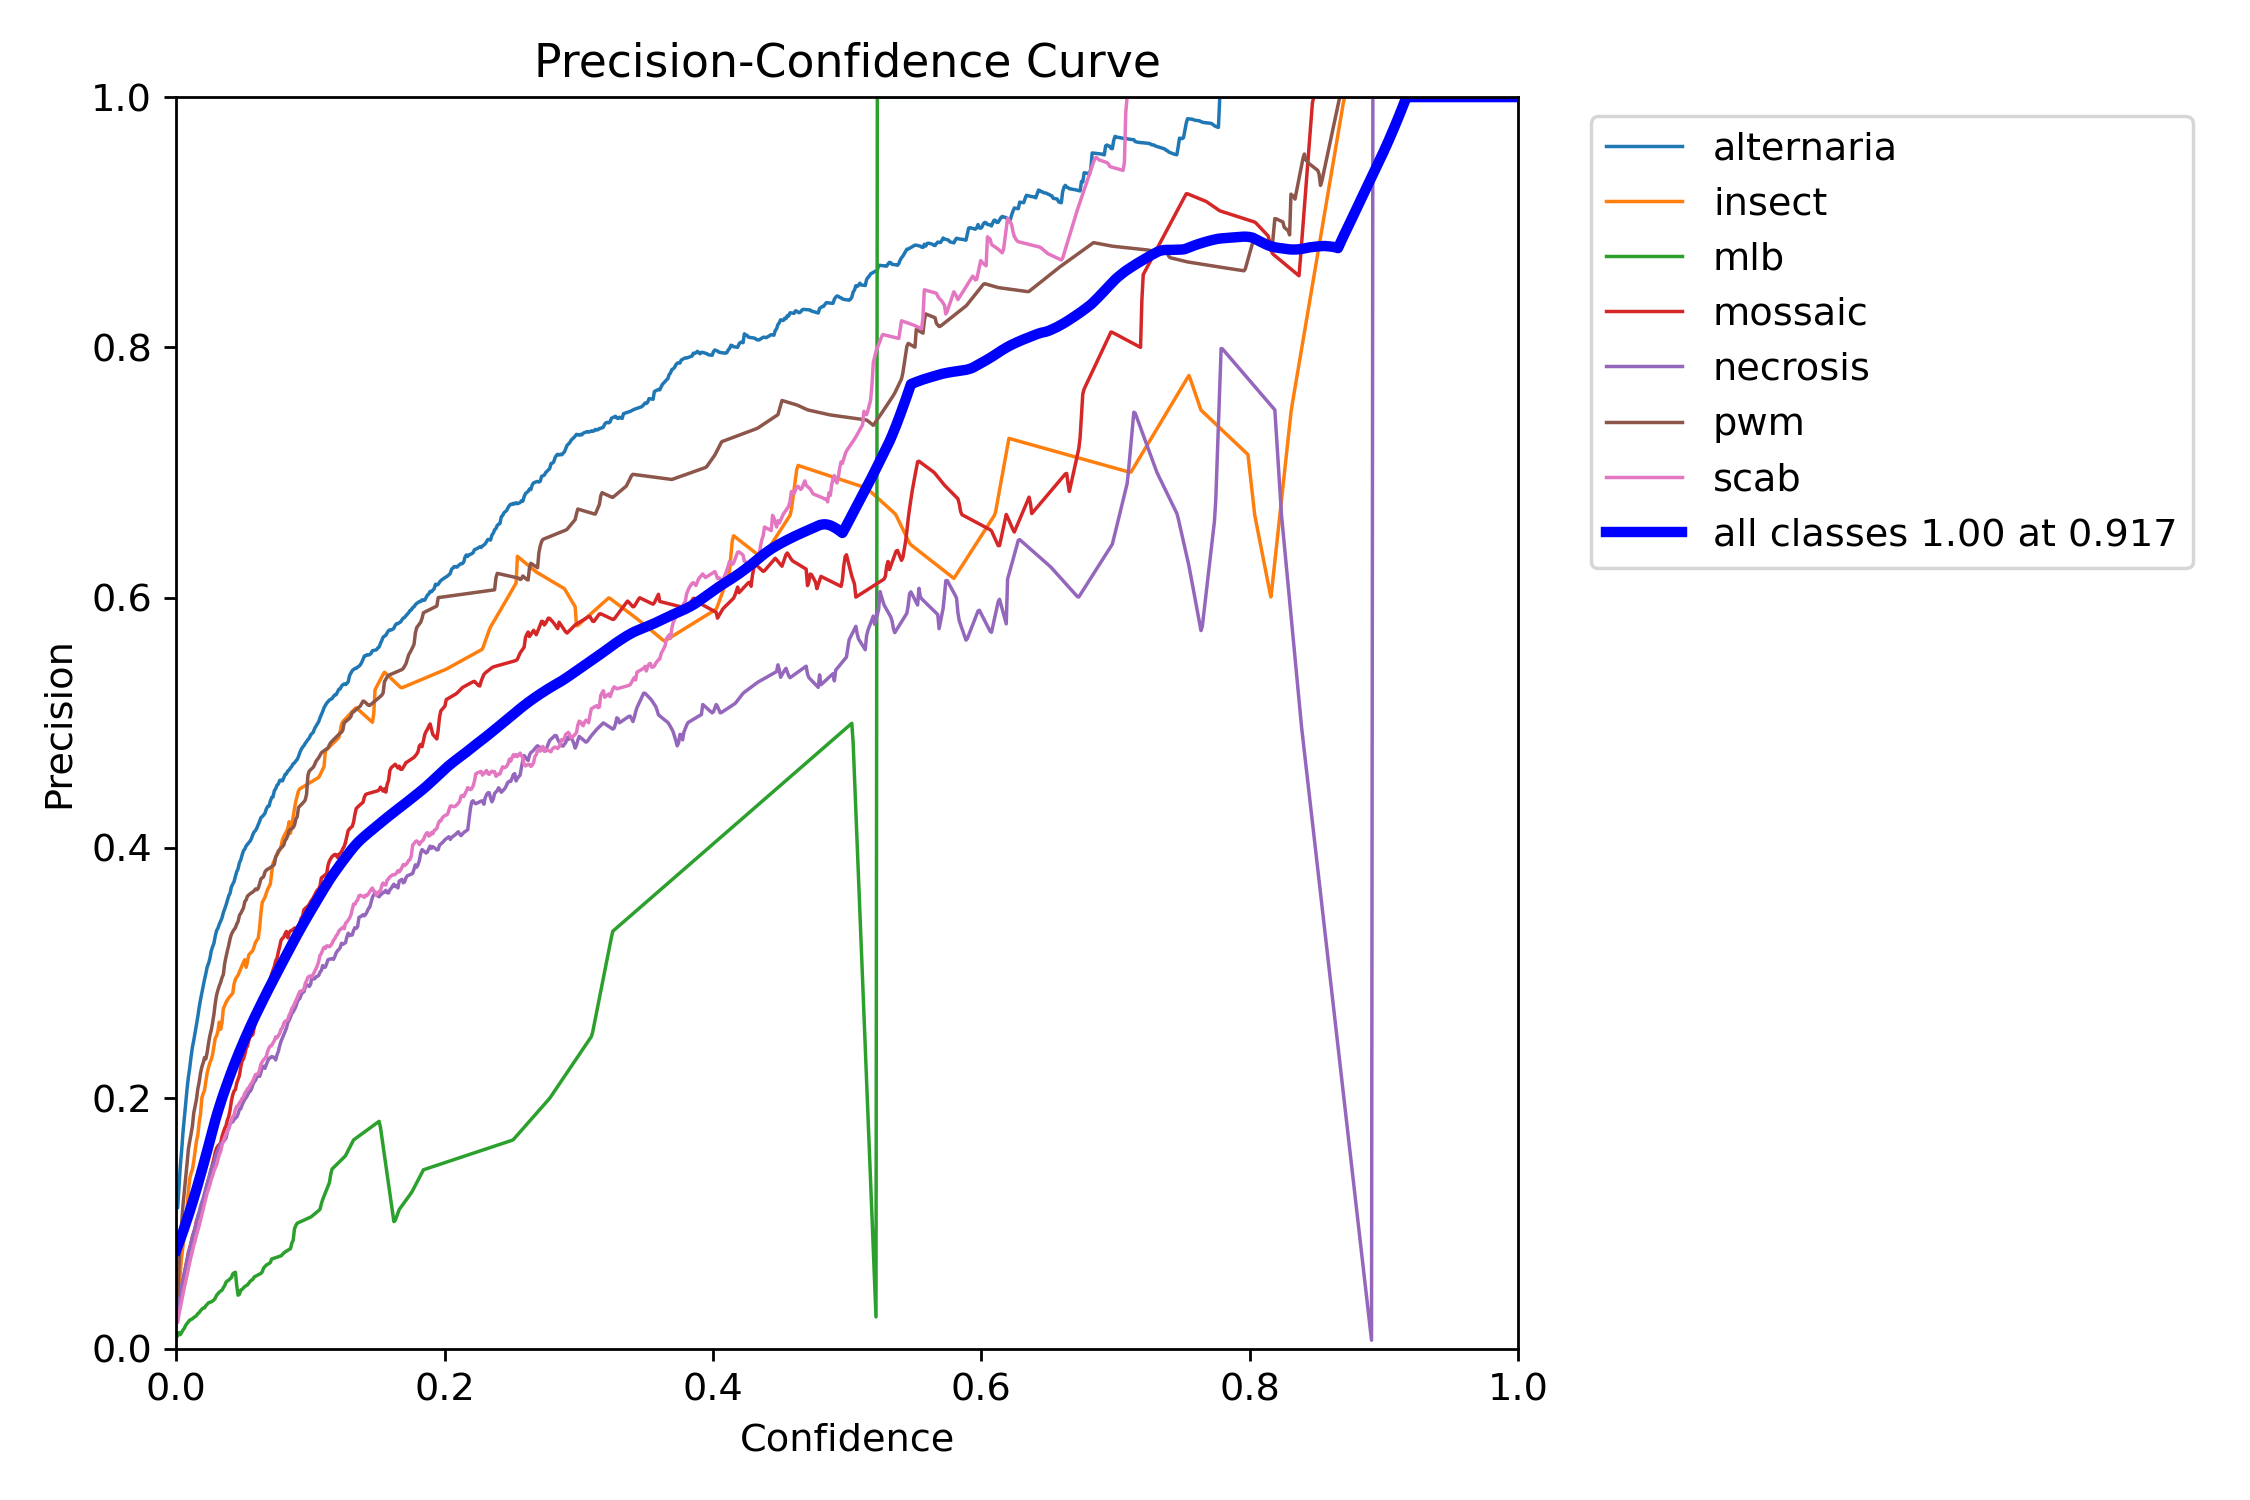 Precision-Confidence Curve
1.0
0.8
0.6
0.4
0.2
0.0
Precision
0.0 0.2 0.4 0.6 0.8 1.0
Confidence
alternaria
insect
mlb
mossaic
necrosis
pwm
scab
all classes 1.00 at 0.917